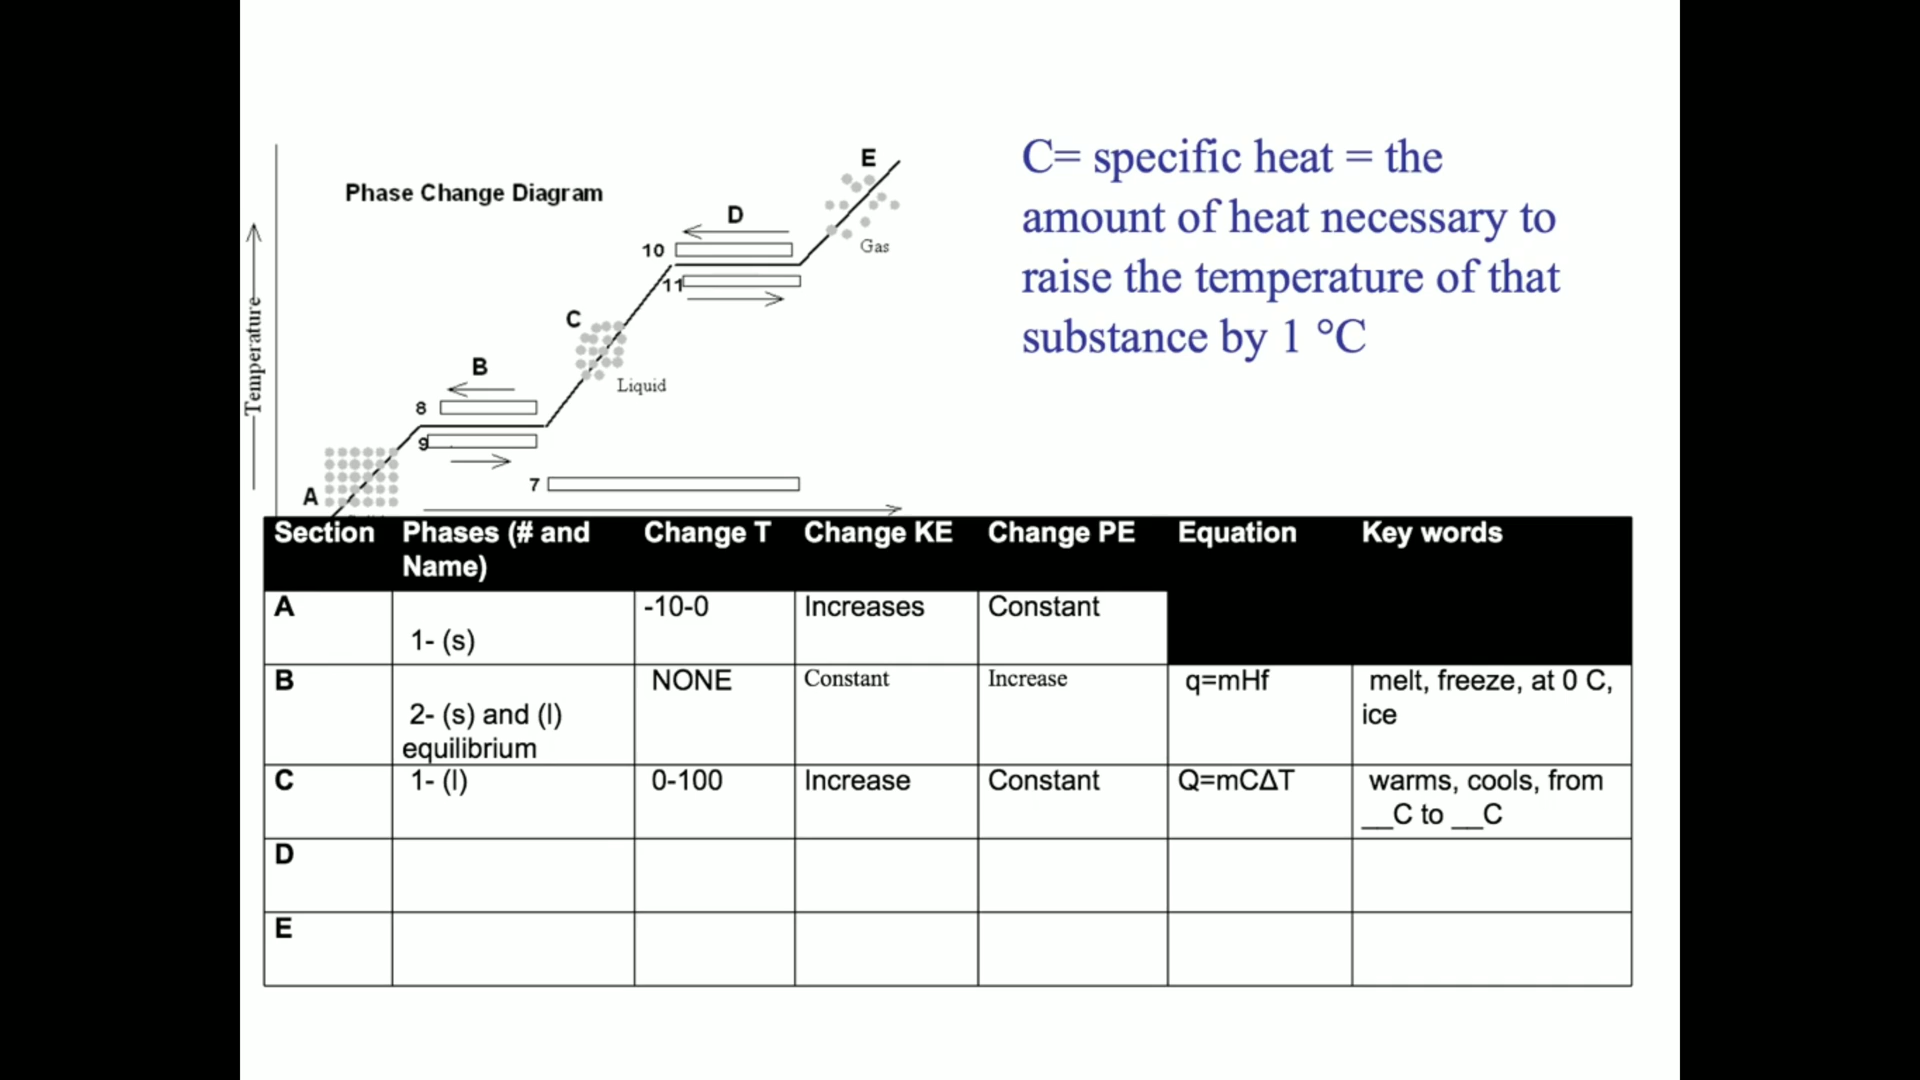 Phase Change Diagram
Temperature
A
B
C
D
E
7
8
9
10
11
Liquid
Gas
C= specific heat = the
amount of heat necessary to
raise the temperature of that
substance by 1 °C
Section Phases (# and Name) Change T Change KE Change PE Equation Key words
A 1- (s) -10-0 Increases Constant
B 2- (s) and (l) equilibrium NONE Constant Increase q=mHf melt, freeze, at 0 C, ice
C 1- (l) 0-100 Increase Constant Q=mCΔT warms, cools, from __C to __C
D
E